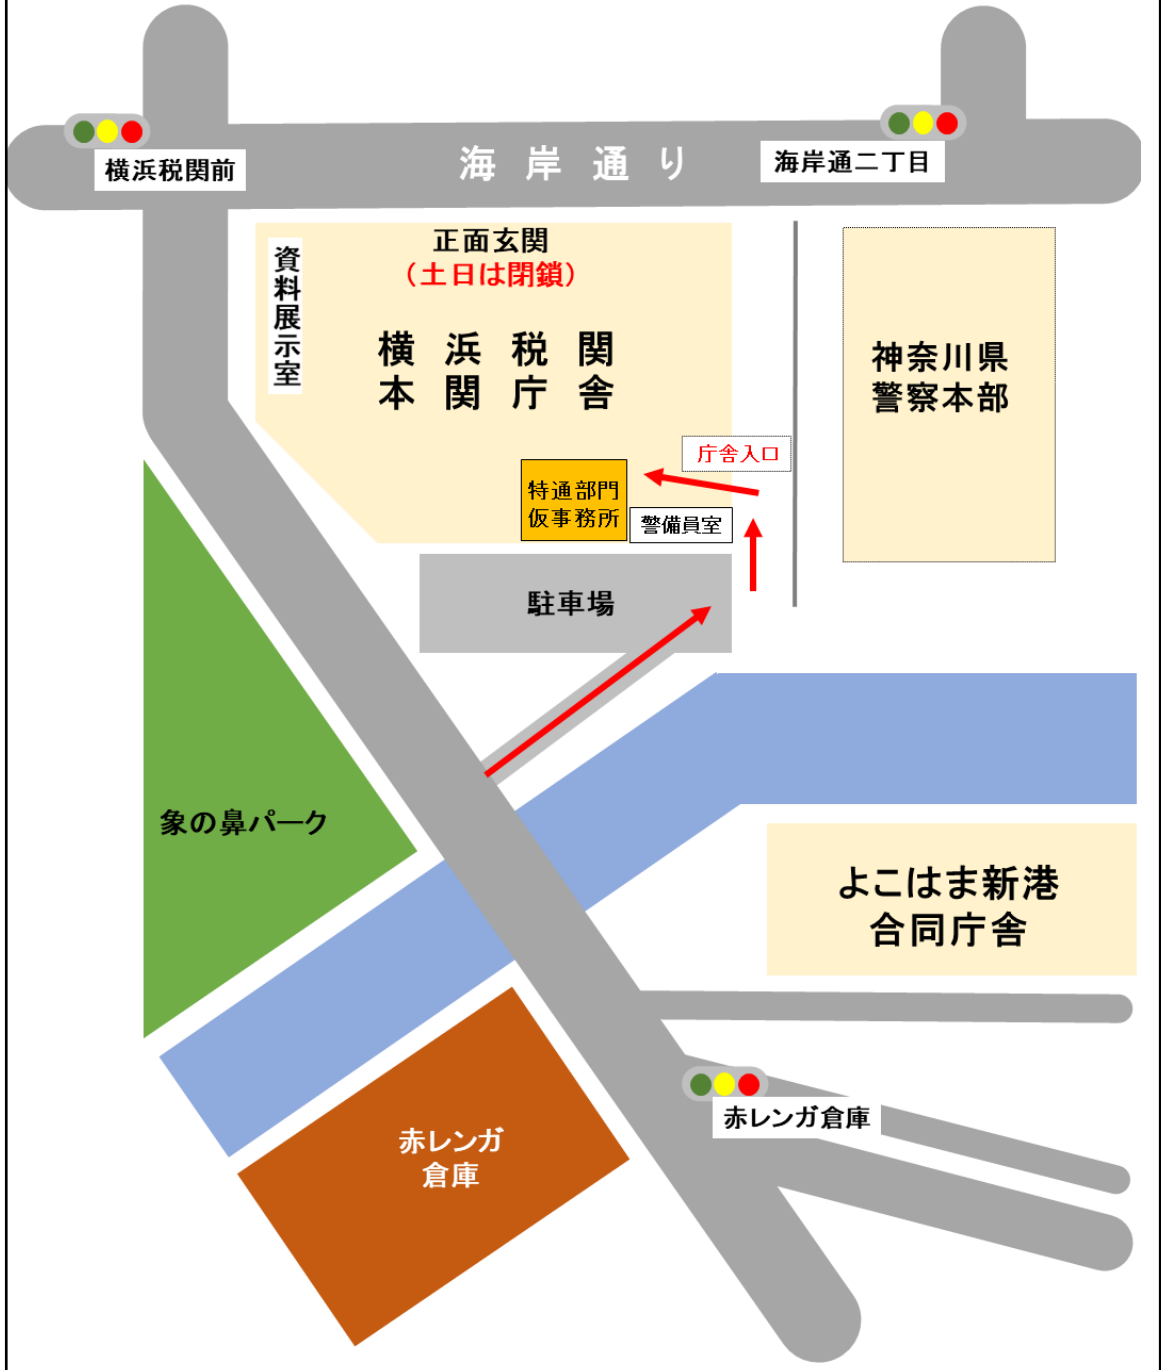 横浜税関前
海岸通り
海岸通二丁目
資料展示室
正面玄関
（土日は閉鎖）
横浜税関
本関庁舎
神奈川県
警察本部
庁舎入口
特通部門
仮事務所
警備員室
駐車場
象の鼻パーク
よこはま新港
合同庁舎
赤レンガ倉庫
赤レンガ
倉庫